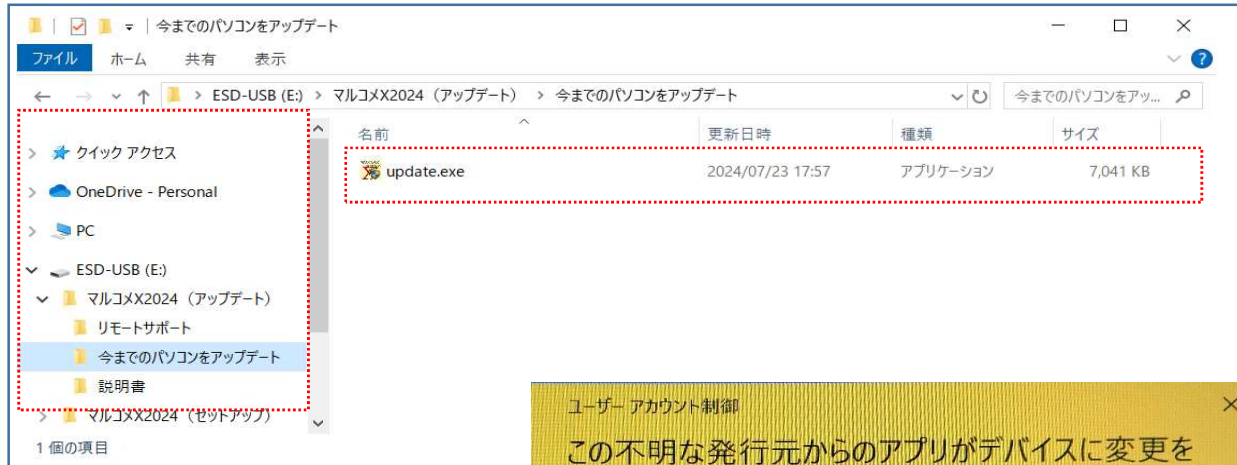 今までのパソコンをアップデート
ファイル ホーム 共有 表示
ESD-USB (E:) > マルコメX2024（アップデート） > 今までのパソコンをアップデート 今までのパソコンをアッ...
名前 更新日時 種類 サイズ
クイック アクセス
update.exe 2024/07/23 17:57 アプリケーション 7,041 KB
OneDrive - Personal
PC
ESD-USB (E:)
マルコメX2024（アップデート）
リモートサポート
今までのパソコンをアップデート
説明書
マルコメX2024（セットアップ）
1 個の項目
ユーザー アカウント制御
この不明な発行元からのアプリがデバイスに変更を